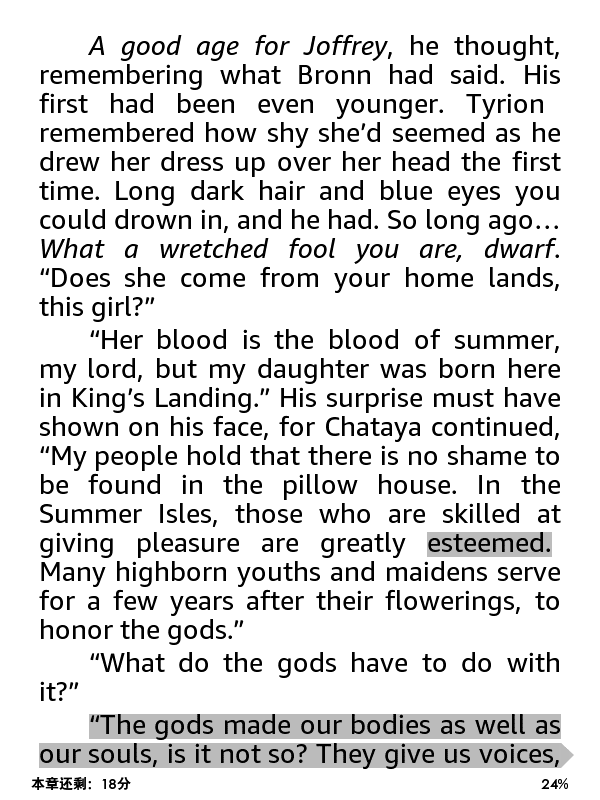 A good age for Joffrey, he thought,
remembering what Bronn had said. His
first had been even younger. Tyrion
remembered how shy she’d seemed as he
drew her dress up over her head the first
time. Long dark hair and blue eyes you
could drown in, and he had. So long ago…
What a wretched fool you are, dwarf.
“Does she come from your home lands,
this girl?”
“Her blood is the blood of summer,
my lord, but my daughter was born here
in King’s Landing.” His surprise must have
shown on his face, for Chataya continued,
“My people hold that there is no shame to
be found in the pillow house. In the
Summer Isles, those who are skilled at
giving pleasure are greatly esteemed.
Many highborn youths and maidens serve
for a few years after their flowerings, to
honor the gods.”
“What do the gods have to do with
it?”
“The gods made our bodies as well as
our souls, is it not so? They give us voices,
本章还剩：18分 24%